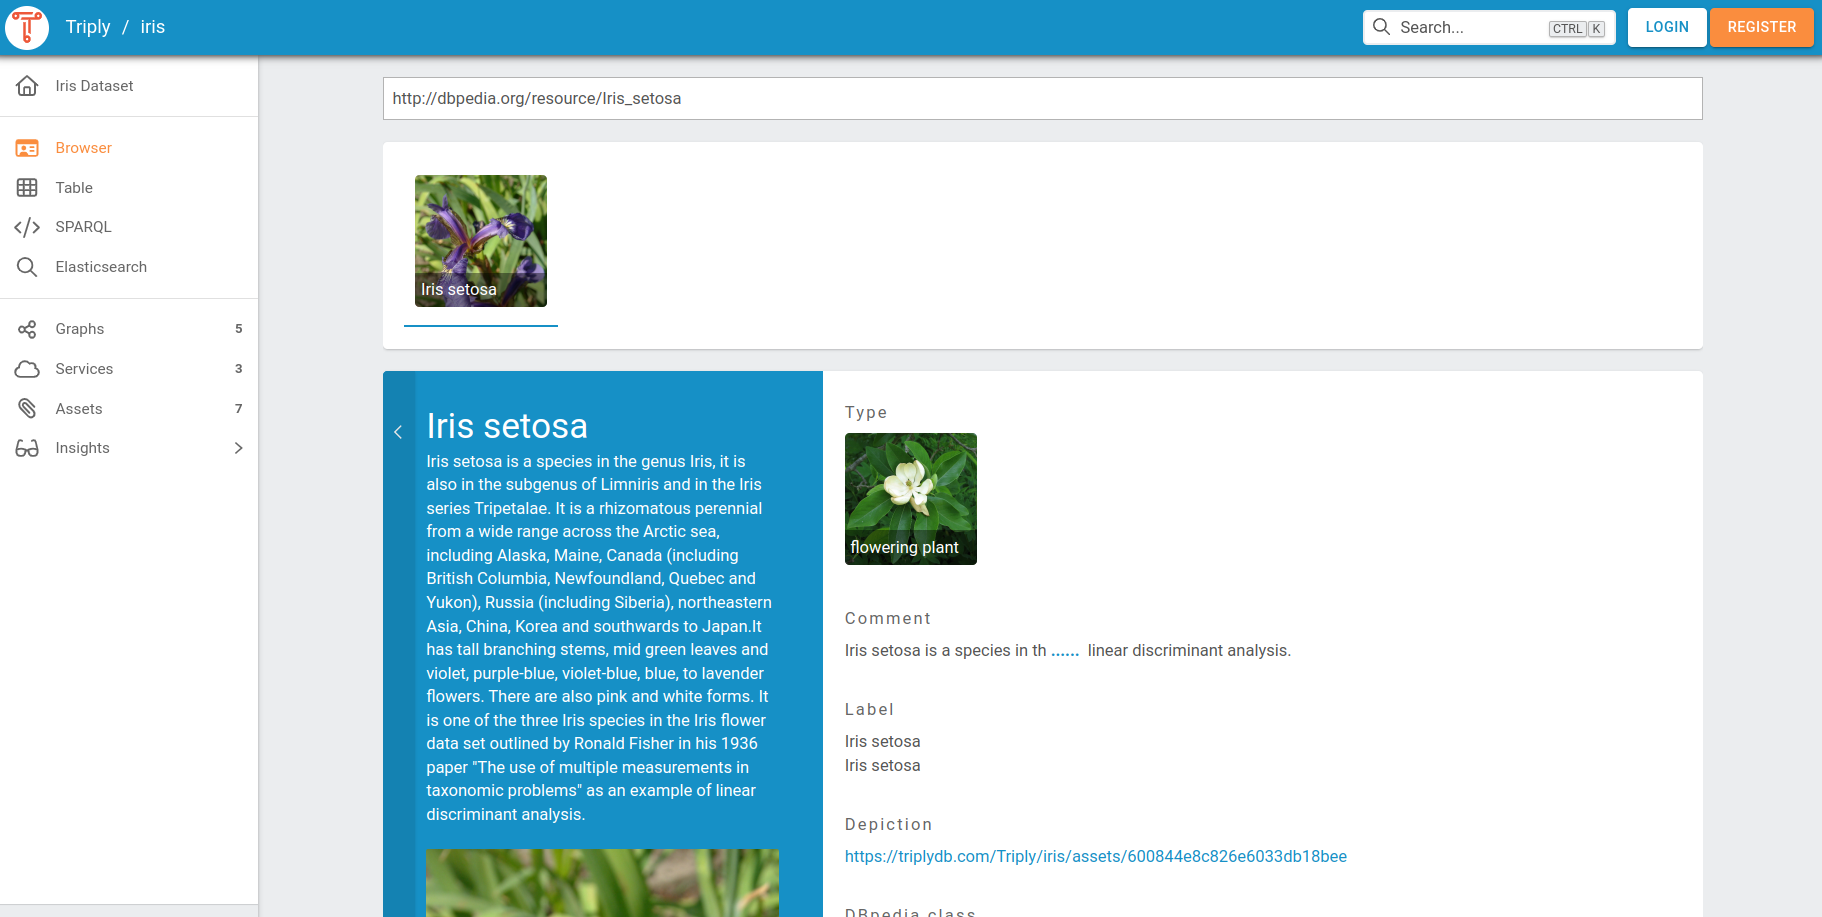 Triply / iris
Search...
CTRL K
LOGIN
REGISTER
Iris Dataset
Browser
Table
SPARQL
Elasticsearch
Graphs 5
Services 3
Assets 7
Insights
http://dbpedia.org/resource/Iris_setosa
Iris setosa
Iris setosa
Iris setosa is a species in the genus Iris, it is
also in the subgenus of Limniris and in the Iris
series Tripetalae. It is a rhizomatous perennial
from a wide range across the Arctic sea,
including Alaska, Maine, Canada (including
British Columbia, Newfoundland, Quebec and
Yukon), Russia (including Siberia), northeastern
Asia, China, Korea and southwards to Japan.It
has tall branching stems, mid green leaves and
violet, purple-blue, violet-blue, blue, to lavender
flowers. There are also pink and white forms. It
is one of the three Iris species in the Iris flower
data set outlined by Ronald Fisher in his 1936
paper "The use of multiple measurements in
taxonomic problems" as an example of linear
discriminant analysis.
Type
flowering plant
Comment
Iris setosa is a species in th ...... linear discriminant analysis.
Label
Iris setosa
Iris setosa
Depiction
https://triplydb.com/Triply/iris/assets/600844e8c826e6033db18bee
DBpedia class